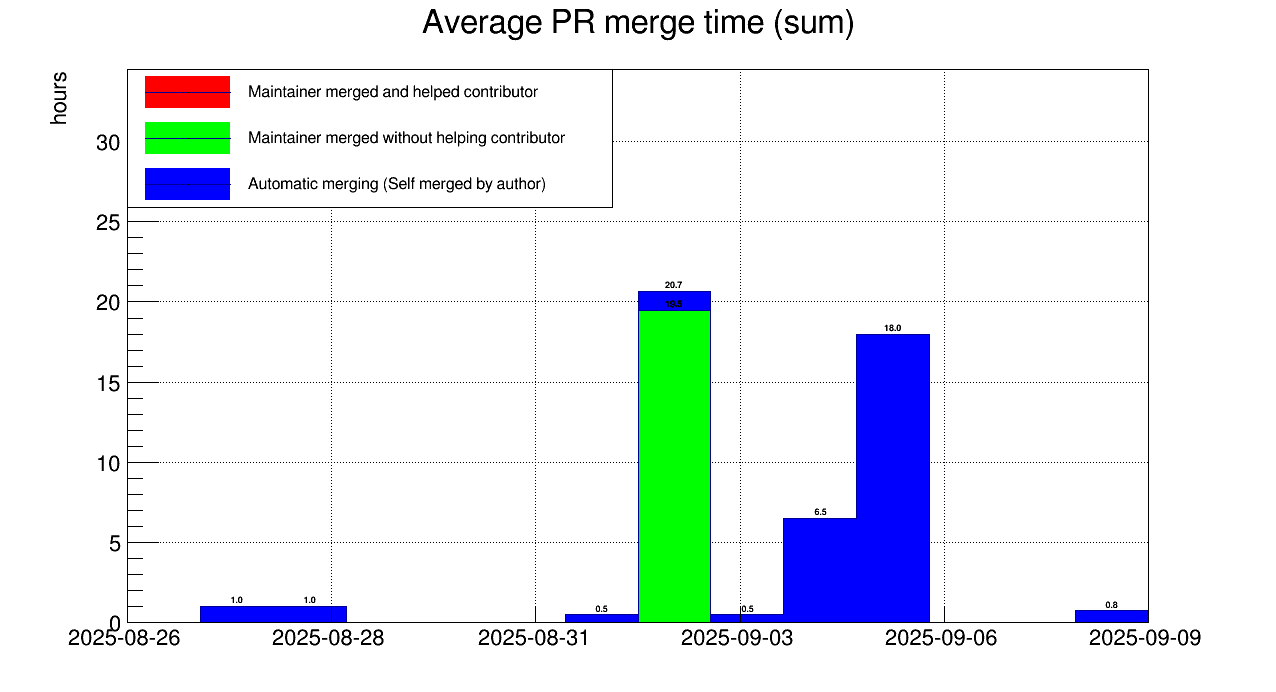 Average PR merge time (sum)
hours
Maintainer merged and helped contributor
Maintainer merged without helping contributor
Automatic merging (Self merged by author)
30
25
20
15
10
5
0
20.7
19.5
18.0
6.5
1.0 1.0 0.5 0.5 0.8
2025-08-26 2025-08-28 2025-08-31 2025-09-03 2025-09-06 2025-09-09